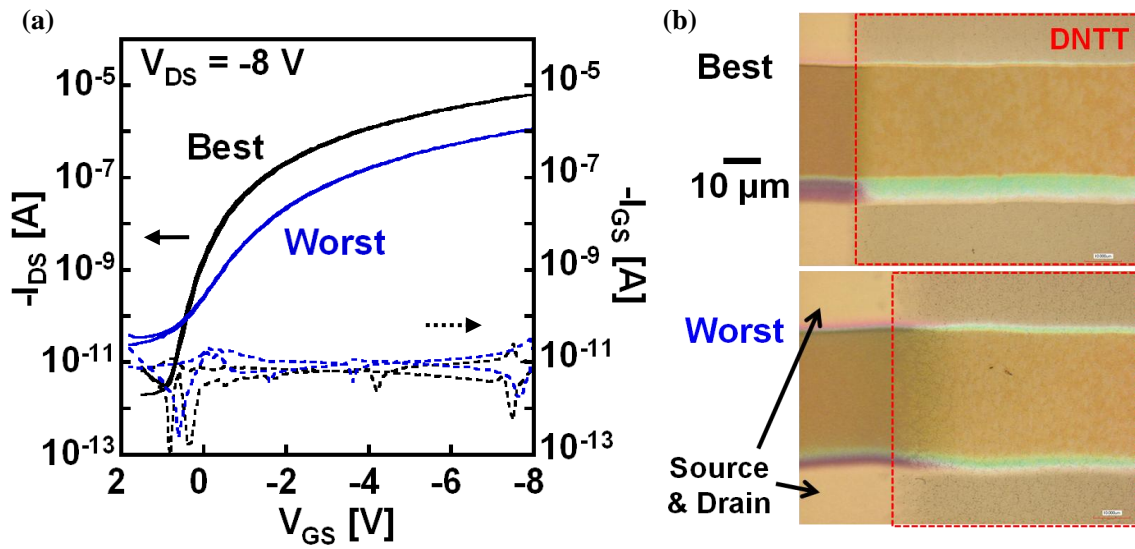 (a)
V_DS = -8 V
10^-5
10^-7
10^-9
10^-11
10^-13
-I_DS [A]
Best
Worst
10^-5
10^-7
10^-9
10^-11
10^-13
-I_GS [A]
2
0
-2
-4
-6
-8
V_GS [V]
(b)
DNTT
Best
10 µm
Worst
Source
& Drain